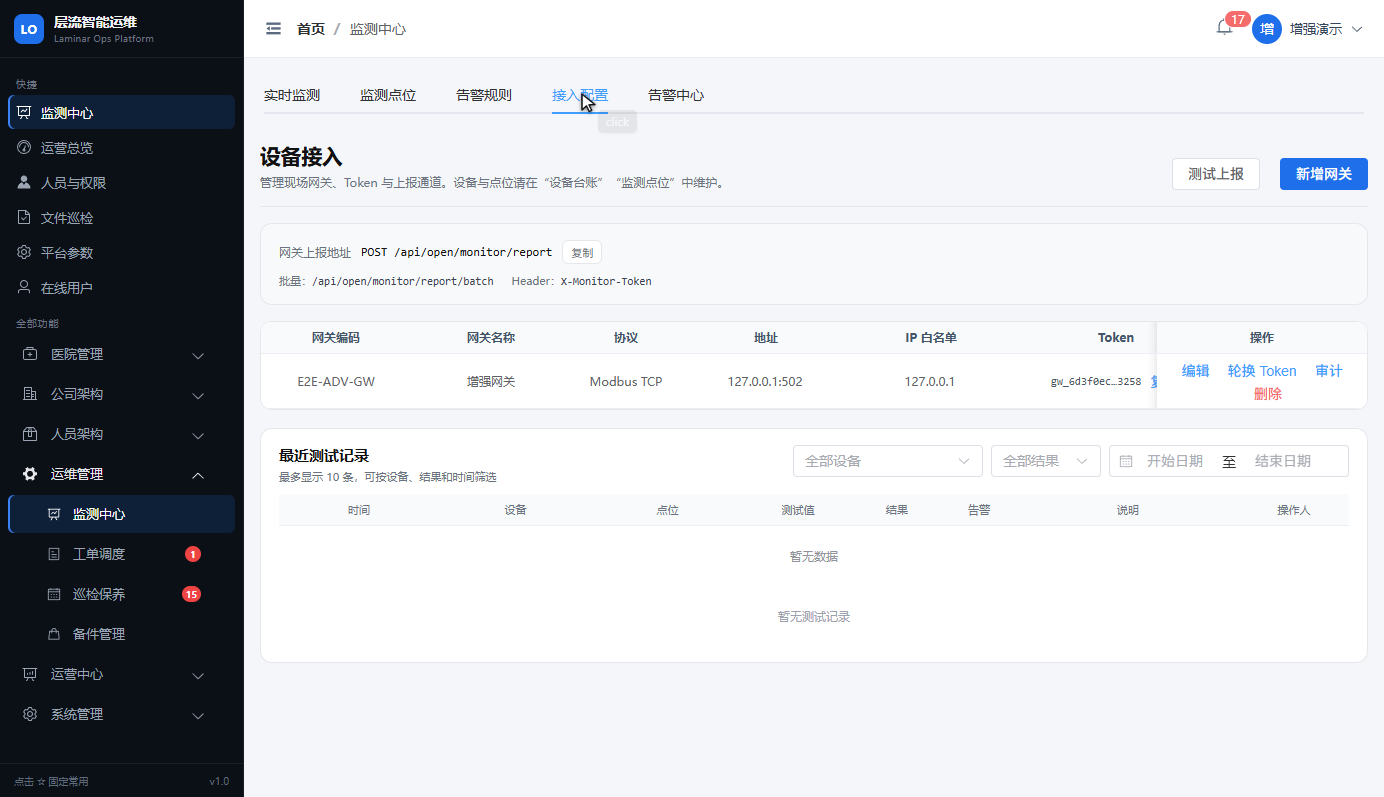 LO
层流智能运维
Laminar Ops Platform
快捷
监测中心
运营总览
人员与权限
文件巡检
平台参数
在线用户
全部功能
医院管理
公司架构
人员架构
运维管理
监测中心
工单调度 1
巡检保养 15
备件管理
运营中心
系统管理
点击 ☆ 固定常用 v1.0
首页 / 监测中心
17 增 增强演示
实时监测 监测点位 告警规则 接入配置 告警中心
click
设备接入
管理现场网关、Token 与上报通道。设备与点位请在“设备台账” “监测点位”中维护。
测试上报 新增网关
网关上报地址 POST /api/open/monitor/report 复制
批量: /api/open/monitor/report/batch Header: X-Monitor-Token
网关编码 网关名称 协议 地址 IP 白名单 Token 操作
E2E-ADV-GW 增强网关 Modbus TCP 127.0.0.1:502 127.0.0.1 gw_6d3f0ec…3258 编辑 轮换 Token 审计
删除
最近测试记录
最多显示 10 条，可按设备、结果和时间筛选
全部设备 全部结果 开始日期 至 结束日期
时间 设备 点位 测试值 结果 告警 说明 操作人
暂无数据
暂无测试记录